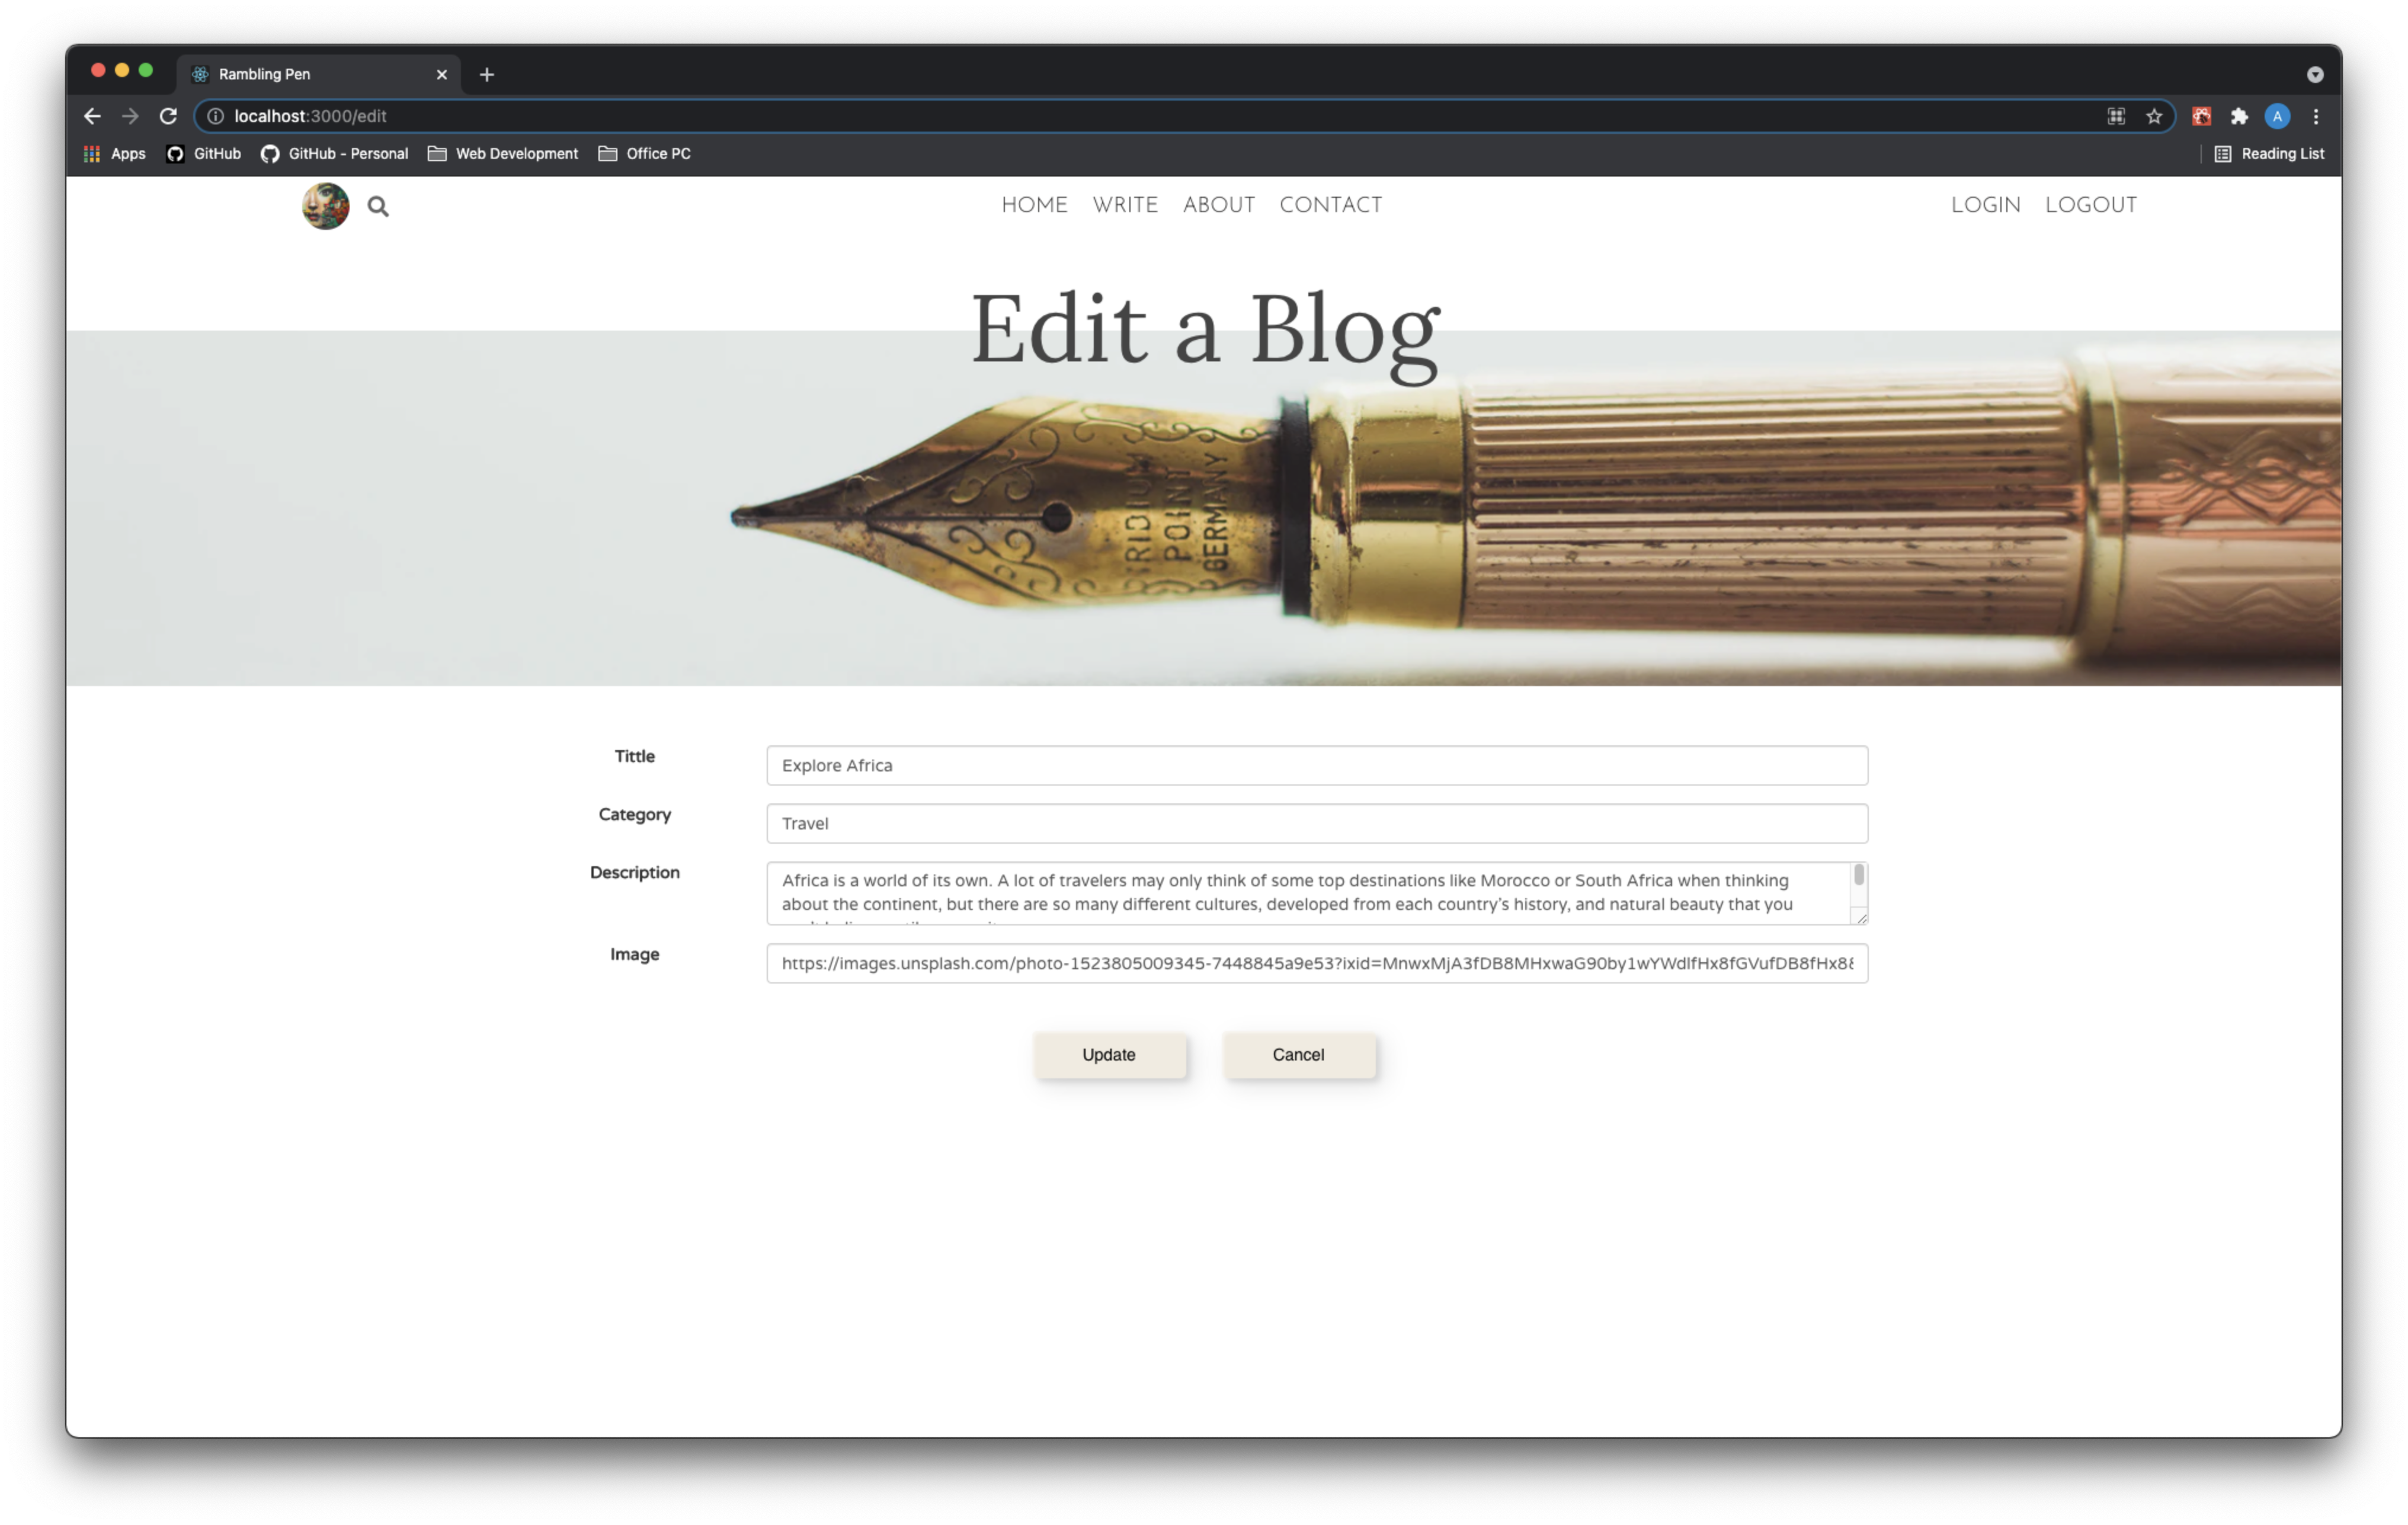 Rambling Pen
localhost:3000/edit
A
Apps GitHub GitHub - Personal Web Development Office PC Reading List
HOME WRITE ABOUT CONTACT LOGIN LOGOUT
Edit a Blog
IRIDIUM
POINT
GERMANY
Tittle
Explore Africa
Category
Travel
Description
Africa is a world of its own. A lot of travelers may only think of some top destinations like Morocco or South Africa when thinking
about the continent, but there are so many different cultures, developed from each country's history, and natural beauty that you
Image
https://images.unsplash.com/photo-1523805009345-7448845a9e53?ixid=MnwxMjA3fDB8MHxwaG90by1wYWdlfHx8fGVufDB8fHx8&
Update Cancel